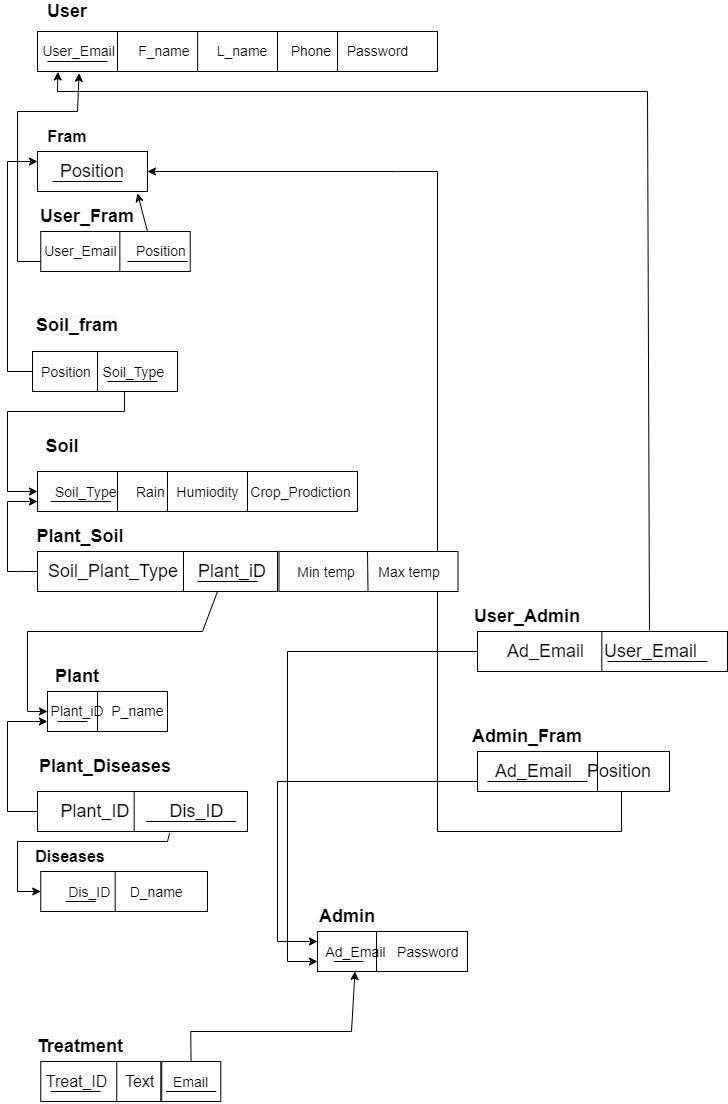 User
User_Email F_name L_name Phone Password
Fram
Position
User_Fram
User_Email Position
Soil_fram
Position Soil_Type
Soil
Soil_Type Rain Humiodity Crop_Prodiction
Plant_Soil
Soil_Plant_Type Plant_iD Min temp Max temp
User_Admin
Ad_Email User_Email
Plant
Plant_iD P_name
Admin_Fram
Ad_Email Position
Plant_Diseases
Plant_ID Dis_ID
Diseases
Dis_ID D_name
Admin
Ad_Email Password
Treatment
Treat_ID Text Email